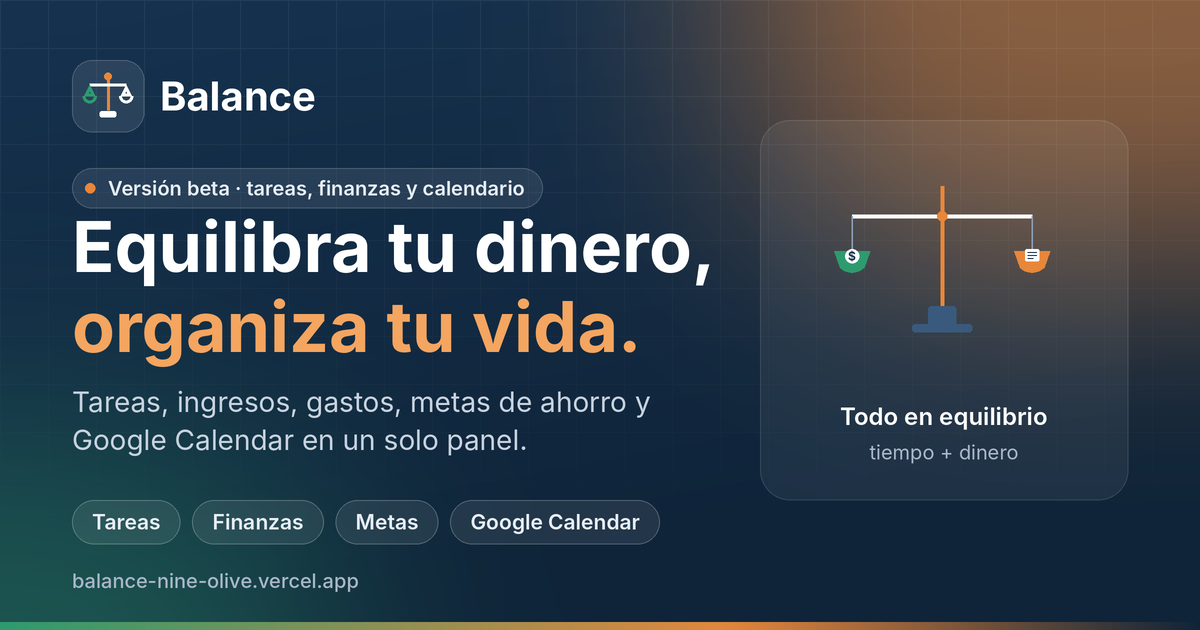 Balance
Versión beta · tareas, finanzas y calendario
Equilibra tu dinero,
organiza tu vida.
Tareas, ingresos, gastos, metas de ahorro y
Google Calendar en un solo panel.
Tareas
Finanzas
Metas
Google Calendar
balance-nine-olive.vercel.app
$
Todo en equilibrio
tiempo + dinero